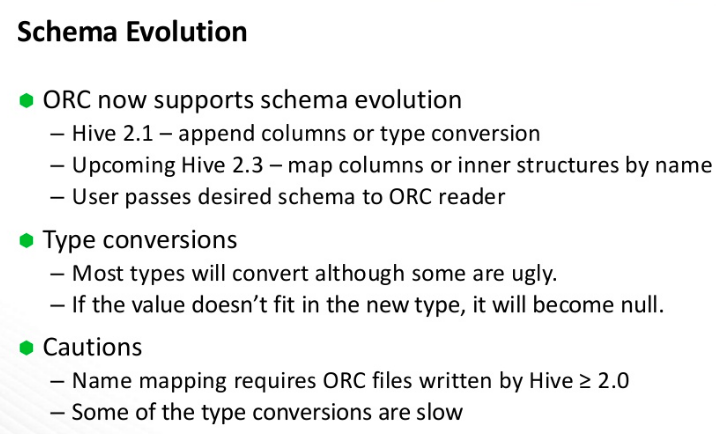 Schema Evolution
ORC now supports schema evolution
– Hive 2.1 – append columns or type conversion
– Upcoming Hive 2.3 – map columns or inner structures by name
– User passes desired schema to ORC reader
Type conversions
– Most types will convert although some are ugly.
– If the value doesn’t fit in the new type, it will become null.
Cautions
– Name mapping requires ORC files written by Hive ≥ 2.0
– Some of the type conversions are slow